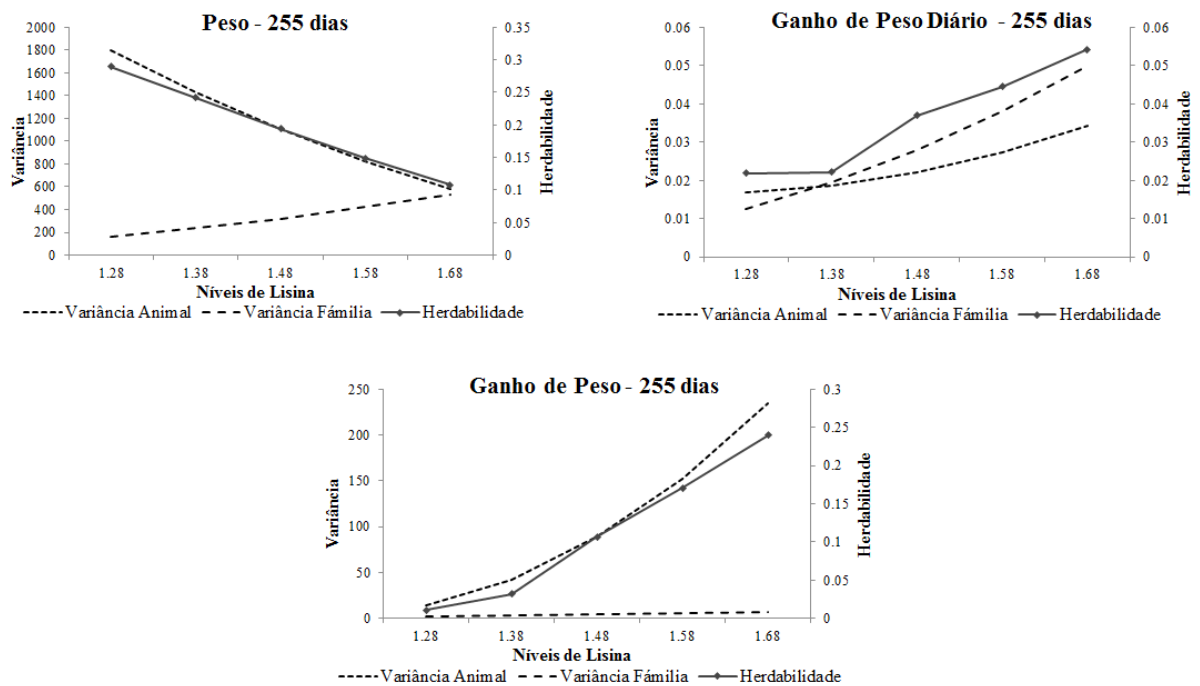 Peso - 255 dias
2000
1800
1600
1400
1200
1000
800
600
400
200
0
Variância
0.35
0.3
0.25
0.2
0.15
0.1
0.05
0
Herdabilidade
1.28 1.38 1.48 1.58 1.68
Níveis de Lisina
Variância Animal Variância Fámilia Herdabilidade
Ganho de Peso Diário - 255 dias
0.06
0.05
0.04
0.03
0.02
0.01
0
Variância
0.06
0.05
0.04
0.03
0.02
0.01
0
Herdabilidade
1.28 1.38 1.48 1.58 1.68
Níveis de Lisina
Variância Animal Variância Fámilia Herdabilidade
Ganho de Peso - 255 dias
250
200
150
100
50
0
Variância
0.3
0.25
0.2
0.15
0.1
0.05
0
Herdabilidade
1.28 1.38 1.48 1.58 1.68
Níveis de Lisina
Variância Animal Variância Fámilia Herdabilidade